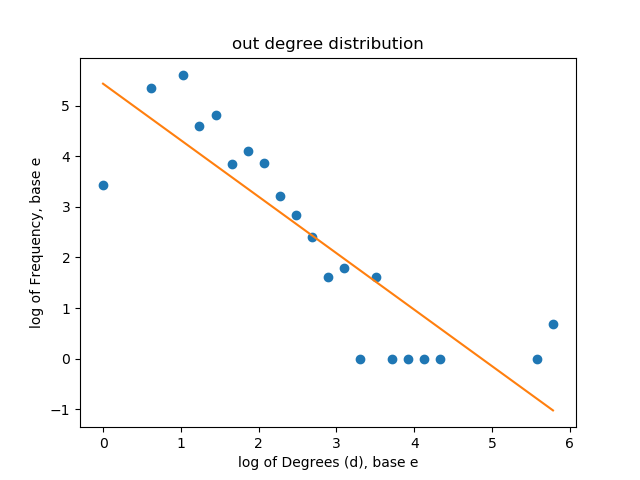 out degree distribution
log of Frequency, base e
5
4
3
2
1
0
−1
0 1 2 3 4 5 6
log of Degrees (d), base e